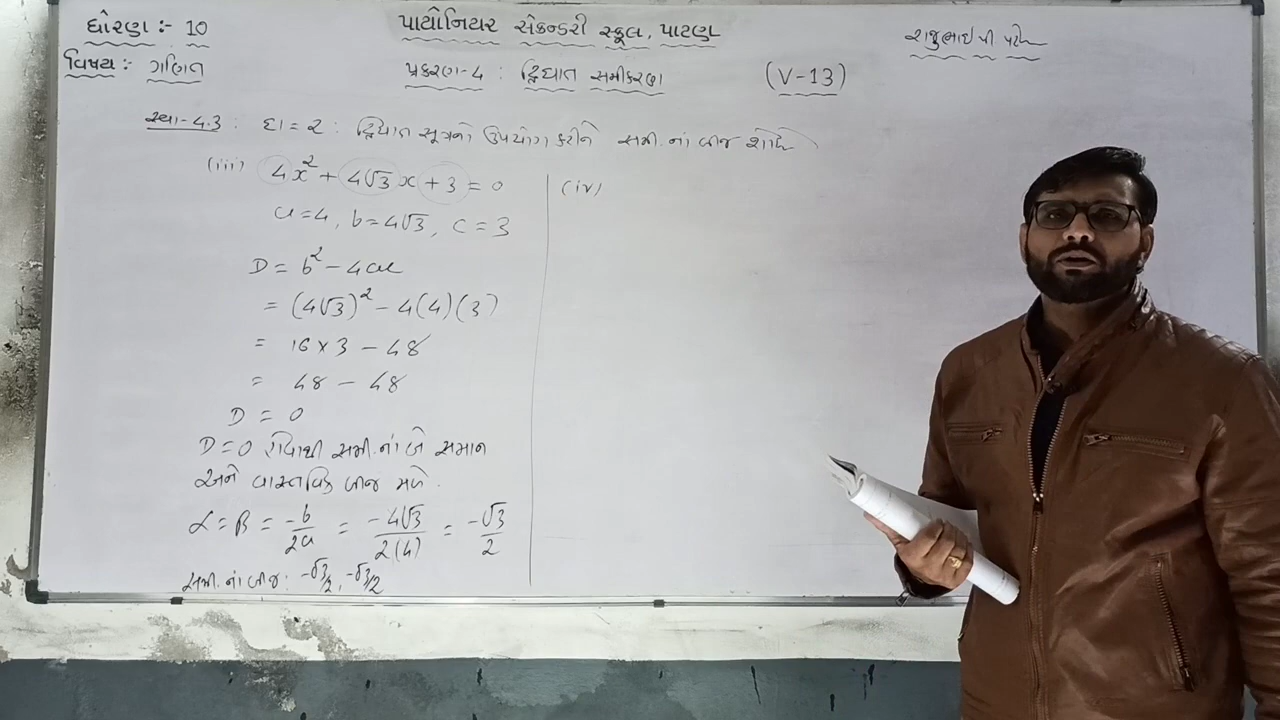 ધોરણ :- 10
પાયોનિયર સેકન્ડરી સ્કૂલ, પાટણ
રાજુભાઈ પી પટેલ
વિષય :- ગણિત
પ્રકરણ-4 : દ્વિઘાત સમીકરણ
(V-13)
સ્વા-4.3 : દા=2 : દ્વિઘાત સૂત્રનો ઉપયોગ કરીને સમી.નાં બીજ શોધો
(iii) 4x² + 4√3x + 3 = 0
a=4, b=4√3, c=3
D = b² - 4ac
= (4√3)² - 4(4)(3)
= 16 × 3 - 48
= 48 - 48
D = 0
D=0 હોવાથી સમી.નાં બે સમાન
અને વાસ્તવિક બીજ મળે.
α = β = -b/2a = -4√3/2(4) = -√3/2
સમી.નાં બીજ : -√3/2, -√3/2
(iv)